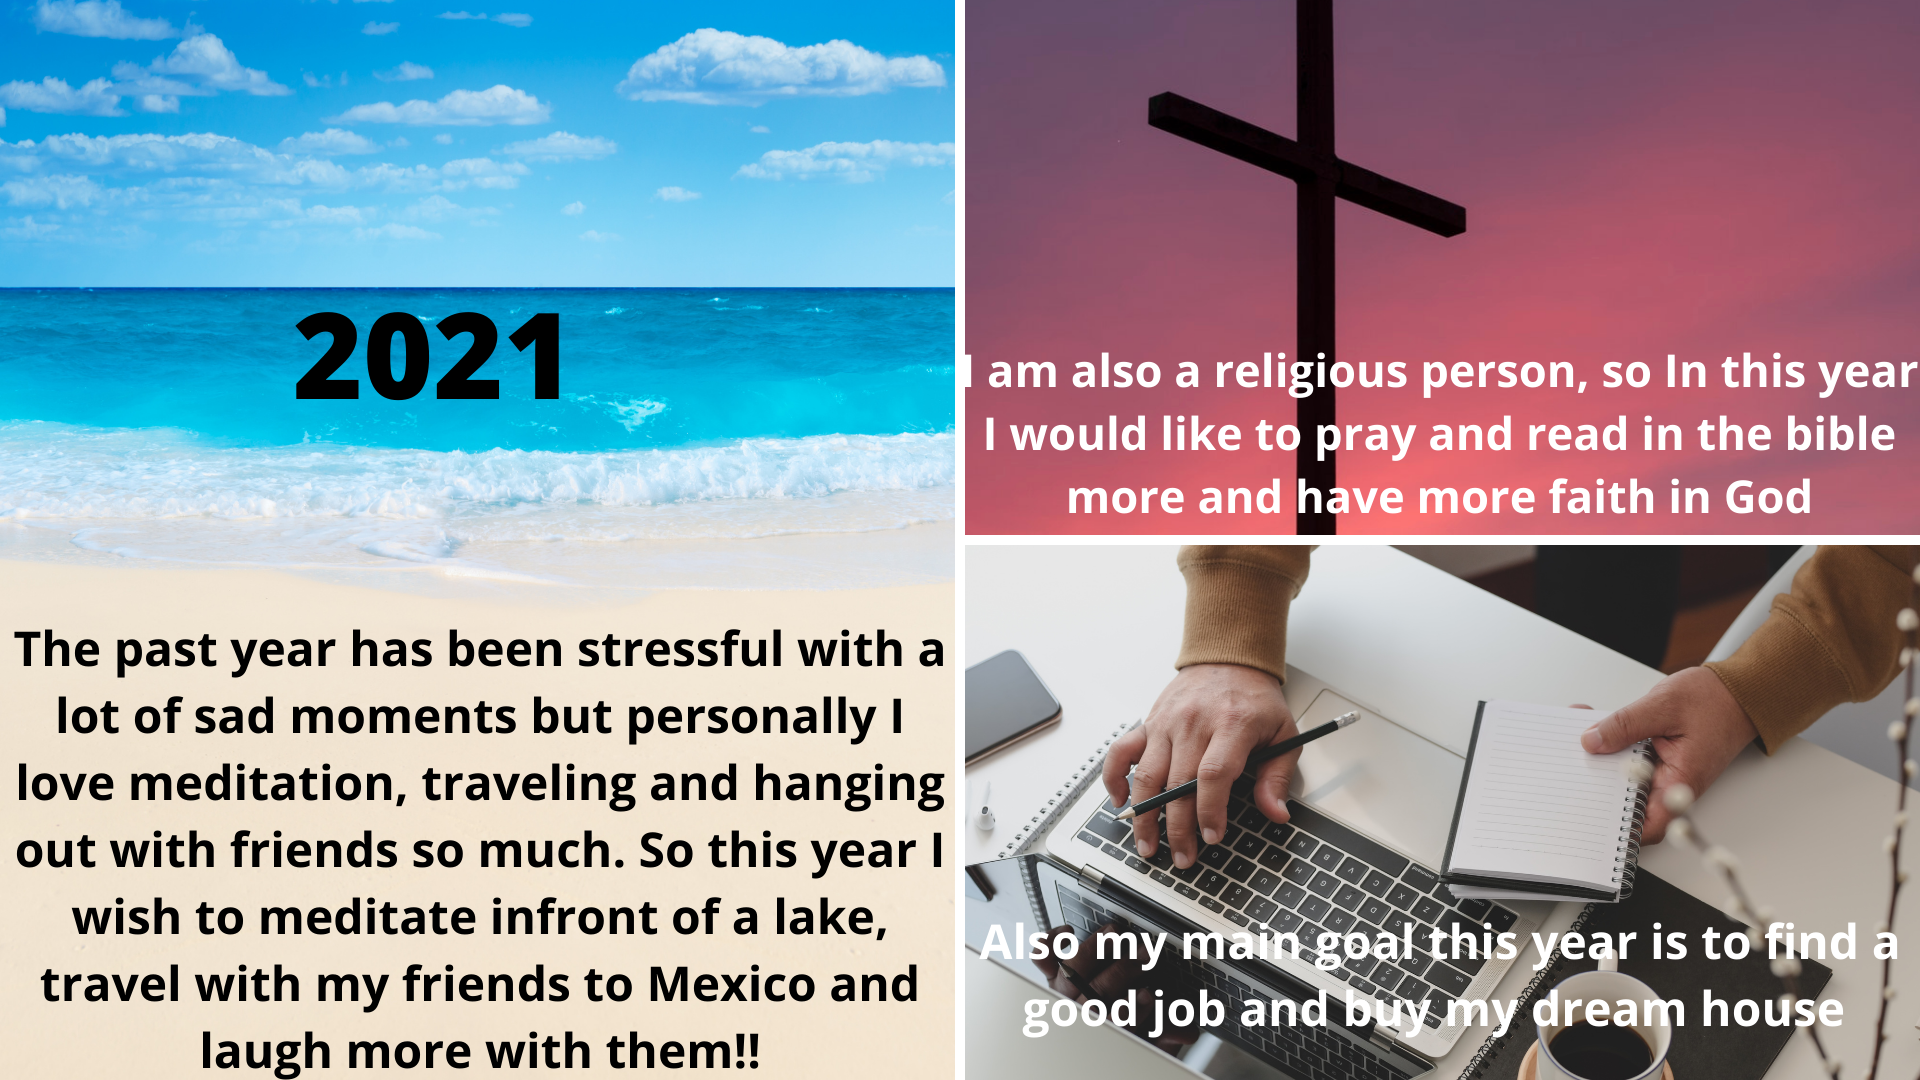 2021
The past year has been stressful with a
lot of sad moments but personally I
love meditation, traveling and hanging
out with friends so much. So this year I
wish to meditate infront of a lake,
travel with my friends to Mexico and
laugh more with them!!
I am also a religious person, so In this year
I would like to pray and read in the bible
more and have more faith in God
Also my main goal this year is to find a
good job and buy my dream house